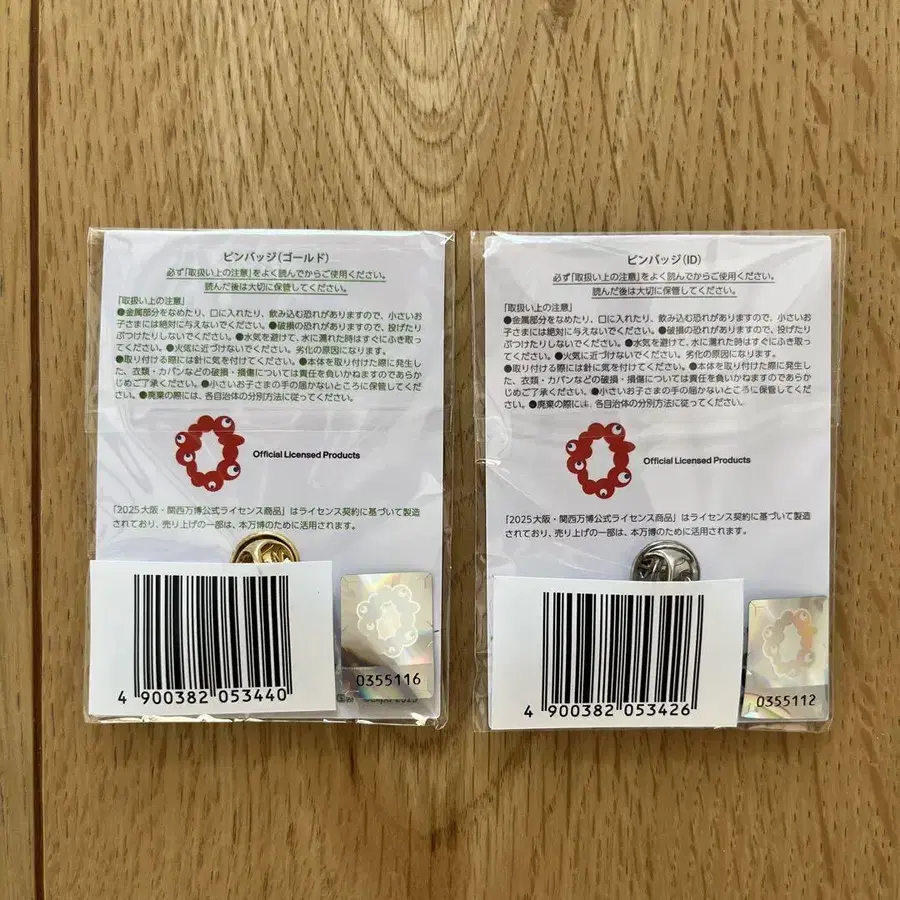 ピンバッジ(ゴールド)
必ず「取扱い上の注意」をよく読んでからご使用ください。
読んだ後は大切に保管してください。
「取扱い上の注意」
●金属部分をなめたり、口に入れたり、飲み込む恐れがありますので、小さいお
子さまには絶対に与えないでください。●破損の恐れがありますので、投げたり
ぶつけたりしないでください。●水気を避けて、水に濡れた時はすぐにふき取っ
てください。●火気に近づけないでください。劣化の原因になります。
●取り付ける際には針に気を付けてください。●本体を取り付けた際に発生し
た、衣類・カバンなどの破損・損傷については責任を負いかねますのであらか
じめご了承ください。●小さいお子さまの手の届かないところに保管してくだ
さい。●廃棄の際には、各自治体の分別方法に従ってください。
Official Licensed Products
「2025大阪・関西万博公式ライセンス商品」はライセンス契約に基づいて製造
されており、売り上げの一部は、本万博のために活用されます。
4 900382 053440
0355116
ピンバッジ(ID)
必ず「取扱い上の注意」をよく読んでからご使用ください。
読んだ後は大切に保管してください。
「取扱い上の注意」
●金属部分をなめたり、口に入れたり、飲み込む恐れがありますので、小さいお
子さまには絶対に与えないでください。●破損の恐れがありますので、投げたり
ぶつけたりしないでください。●水気を避けて、水に濡れた時はすぐにふき取っ
てください。●火気に近づけないでください。劣化の原因になります。
●取り付ける際には針に気を付けてください。●本体を取り付けた際に発生し
た、衣類・カバンなどの破損・損傷については責任を負いかねますのであらか
じめご了承ください。●小さいお子さまの手の届かないところに保管してくだ
さい。●廃棄の際には、各自治体の分別方法に従ってください。
Official Licensed Products
「2025大阪・関西万博公式ライセンス商品」はライセンス契約に基づいて製造
されており、売り上げの一部は、本万博のために活用されます。
4 900382 053426
0355112